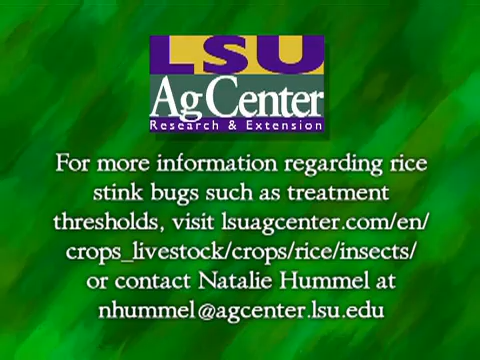 LSU
AgCenter
Research & Extension
For more information regarding rice
stink bugs such as treatment
thresholds, visit lsuagcenter.com/en/
crops_livestock/crops/rice/insects/
or contact Natalie Hummel at
nhummel@agcenter.lsu.edu